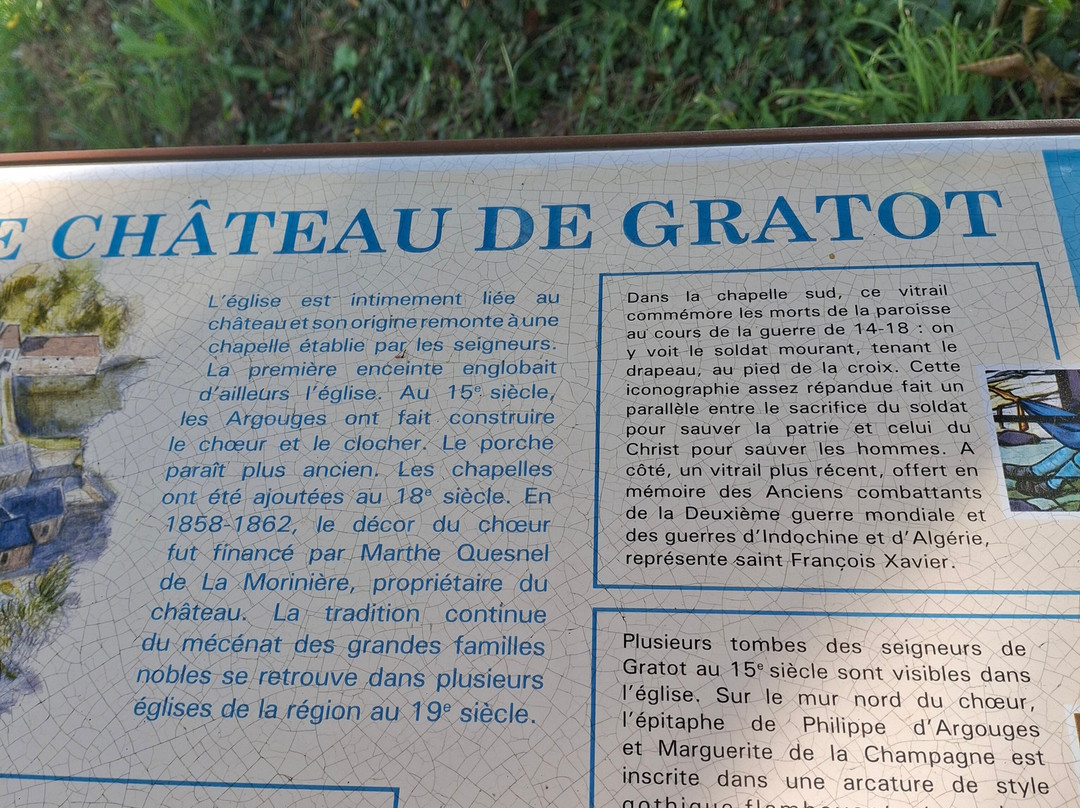 CHÂTEAU DE GRATOT
L'église est intimement liée au
château et son origine remonte à une
chapelle établie par les seigneurs.
La première enceinte englobait
d'ailleurs l'église. Au 15e siècle,
les Argouges ont fait construire
le chœur et le clocher. Le porche
paraît plus ancien. Les chapelles
ont été ajoutées au 18e siècle. En
1858-1862, le décor du chœur
fut financé par Marthe Quesnel
de La Morinière, propriétaire du
château. La tradition continue
du mécénat des grandes familles
nobles se retrouve dans plusieurs
églises de la région au 19e siècle.
Dans la chapelle sud, ce vitrail
commémore les morts de la paroisse
au cours de la guerre de 14-18 : on
y voit le soldat mourant, tenant le
drapeau, au pied de la croix. Cette
iconographie assez répandue fait un
parallèle entre le sacrifice du soldat
pour sauver la patrie et celui du
Christ pour sauver les hommes. A
côté, un vitrail plus récent, offert en
mémoire des Anciens combattants
de la Deuxième guerre mondiale et
des guerres d'Indochine et d'Algérie,
représente saint François Xavier.
Plusieurs tombes des seigneurs de
Gratot au 15e siècle sont visibles dans
l'église. Sur le mur nord du chœur,
l'épitaphe de Philippe d'Argouges
et Marguerite de la Champagne est
inscrite dans une arcature de style